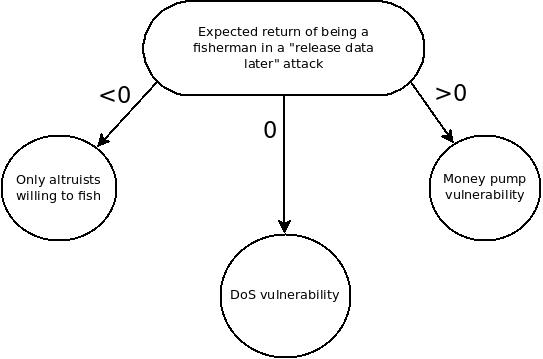 Expected return of being a
fisherman in a "release data
later" attack
<0
0
>0
Only altruists
willing to fish
DoS vulnerability
Money pump
vulnerability